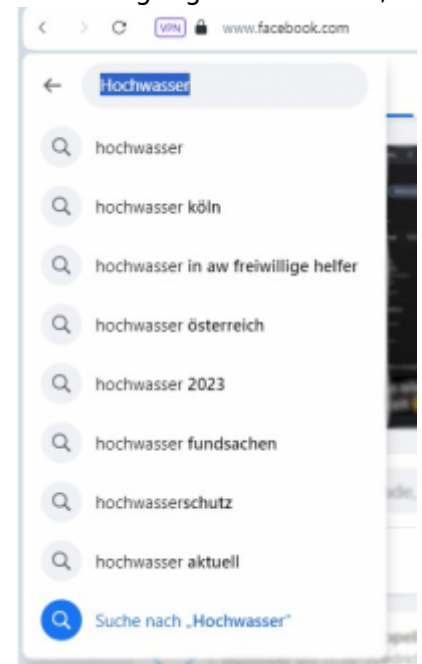 VPN www.facebook.com
Hochwasser
hochwasser
hochwasser köln
hochwasser in aw freiwillige helfer
hochwasser österreich
hochwasser 2023
hochwasser fundsachen
hochwasserschutz
hochwasser aktuell
Suche nach „Hochwasser“